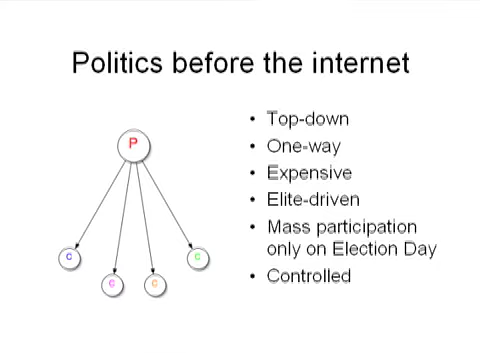 Politics before the internet
P
C
C
C
C
• Top-down
• One-way
• Expensive
• Elite-driven
• Mass participation
only on Election Day
• Controlled